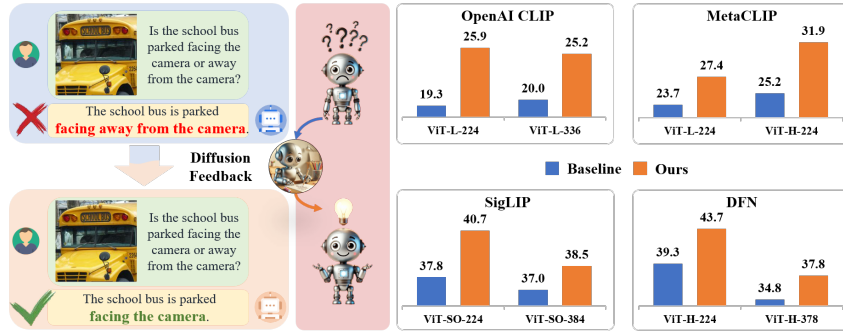 Is the school bus
parked facing the
camera or away
from the camera?
The school bus is parked
facing away from the camera.
Diffusion
Feedback
Is the school bus
parked facing the
camera or away
from the camera?
The school bus is parked
facing the camera.
????
OpenAI CLIP
19.3
25.9
20.0
25.2
ViT-L-224
ViT-L-336
MetaCLIP
23.7
27.4
25.2
31.9
ViT-L-224
ViT-H-224
Baseline
Ours
SigLIP
37.8
40.7
37.0
38.5
ViT-SO-224
ViT-SO-384
DFN
39.3
43.7
34.8
37.8
ViT-H-224
ViT-H-378